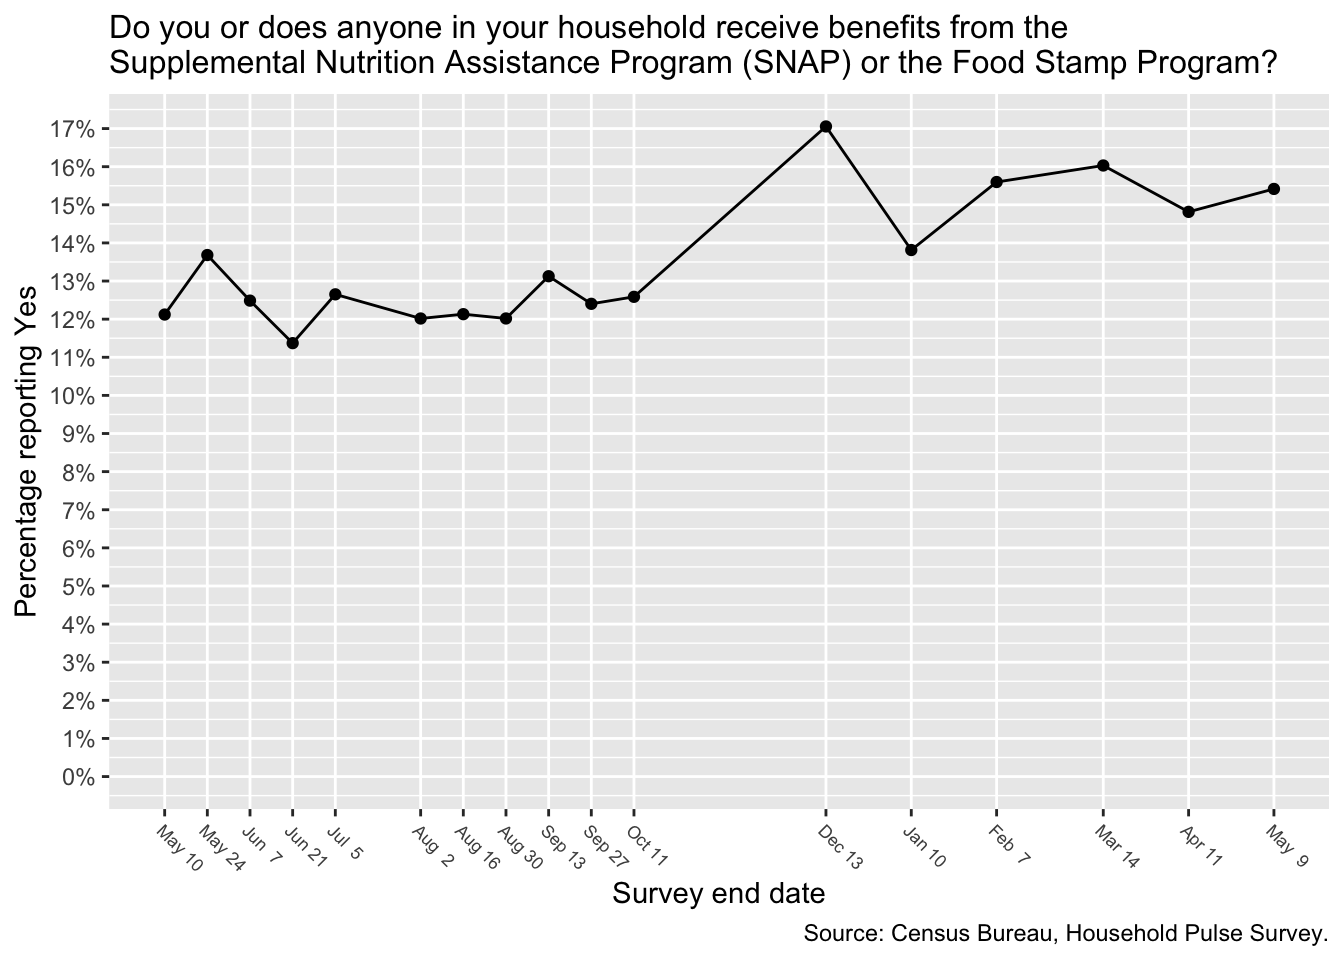 Do you or does anyone in your household receive benefits from the
Supplemental Nutrition Assistance Program (SNAP) or the Food Stamp Program?
Percentage reporting Yes
17%
16%
15%
14%
13%
12%
11%
10%
9%
8%
7%
6%
5%
4%
3%
2%
1%
0%
May 10
May 24
Jun 7
Jun 21
Jul 5
Aug 2
Aug 16
Aug 30
Sep 13
Sep 27
Oct 11
Dec 13
Jan 10
Feb 7
Mar 14
Apr 11
May 9
Survey end date
Source: Census Bureau, Household Pulse Survey.